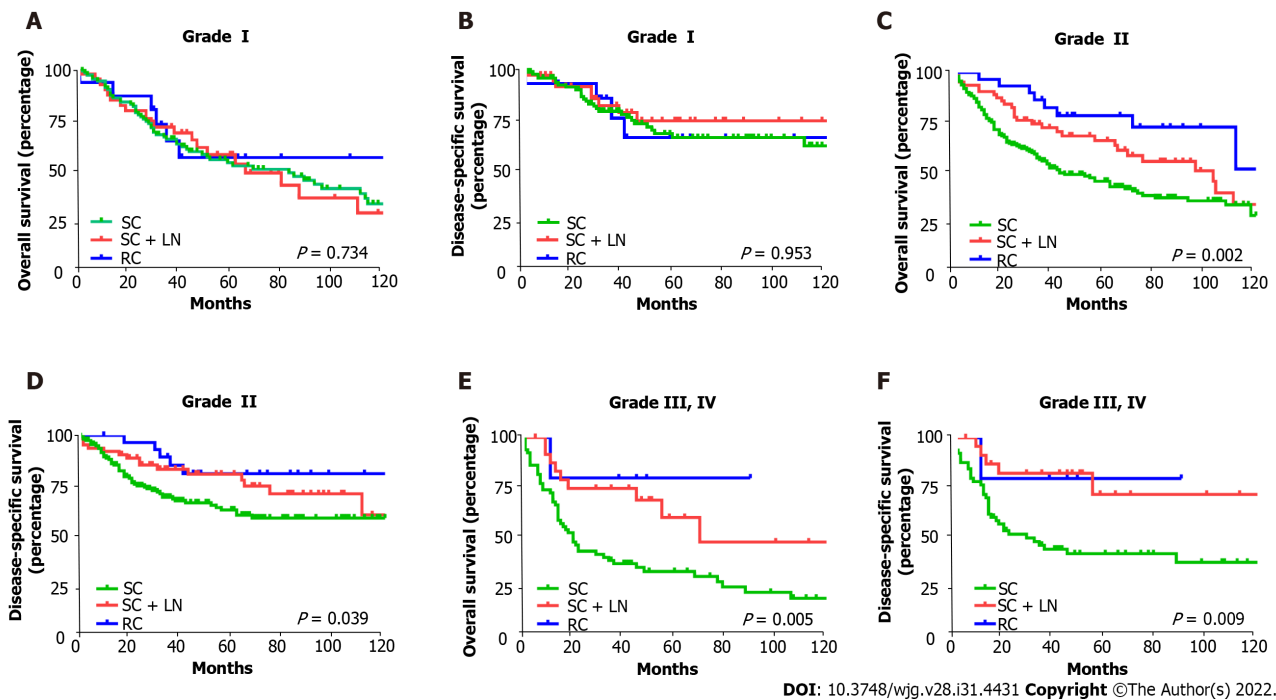 A
Grade I
Overall survival (percentage)
100
75
50
25
0
SC
SC + LN
RC
P = 0.734
0 20 40 60 80 100 120
Months
B
Grade I
Disease-specific survival
(percentage)
100
75
50
25
0
SC
SC + LN
RC
P = 0.953
0 20 40 60 80 100 120
Months
C
Grade II
Overall survival (percentage)
100
75
50
25
0
SC
SC + LN
RC
P = 0.002
0 20 40 60 80 100 120
Months
D
Grade II
Disease-specific survival
(percentage)
100
75
50
25
0
SC
SC + LN
RC
P = 0.039
0 20 40 60 80 100 120
Months
E
Grade III, IV
Overall survival (percentage)
100
75
50
25
0
SC
SC + LN
RC
P = 0.005
0 20 40 60 80 100 120
Months
F
Grade III, IV
Disease-specific survival
(percentage)
100
75
50
25
0
SC
SC + LN
RC
P = 0.009
0 20 40 60 80 100 120
Months
DOI: 10.3748/wjg.v28.i31.4431 Copyright ©The Author(s) 2022.